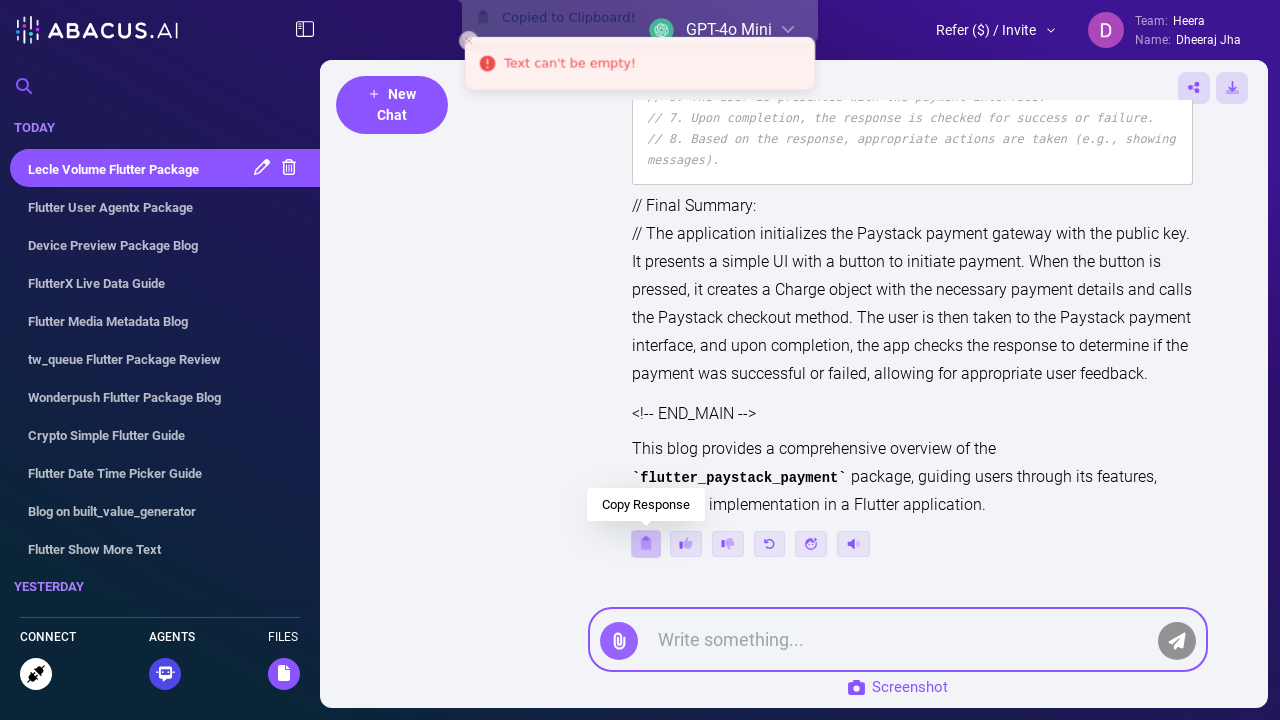 ABACUS.AI
Copied to Clipboard!
GPT-4o Mini
Text can't be empty!
Refer ($) / Invite
D
Team: Heera
Name: Dheeraj Jha
TODAY
Lecle Volume Flutter Package
Flutter User Agentx Package
Device Preview Package Blog
FlutterX Live Data Guide
Flutter Media Metadata Blog
tw_queue Flutter Package Review
Wonderpush Flutter Package Blog
Crypto Simple Flutter Guide
Flutter Date Time Picker Guide
Blog on built_value_generator
Flutter Show More Text
YESTERDAY
CONNECT
AGENTS
FILES
+ New
Chat
// 6. The user is presented with the payment interface.
// 7. Upon completion, the response is checked for success or failure.
// 8. Based on the response, appropriate actions are taken (e.g., showing
messages).
// Final Summary:
// The application initializes the Paystack payment gateway with the public key.
It presents a simple UI with a button to initiate payment. When the button is
pressed, it creates a Charge object with the necessary payment details and calls
the Paystack checkout method. The user is then taken to the Paystack payment
interface, and upon completion, the app checks the response to determine if the
payment was successful or failed, allowing for appropriate user feedback.
<!-- END_MAIN -->
This blog provides a comprehensive overview of the
`flutter_paystack_payment` package, guiding users through its features,
implementation in a Flutter application.
Copy Response
Write something...
Screenshot